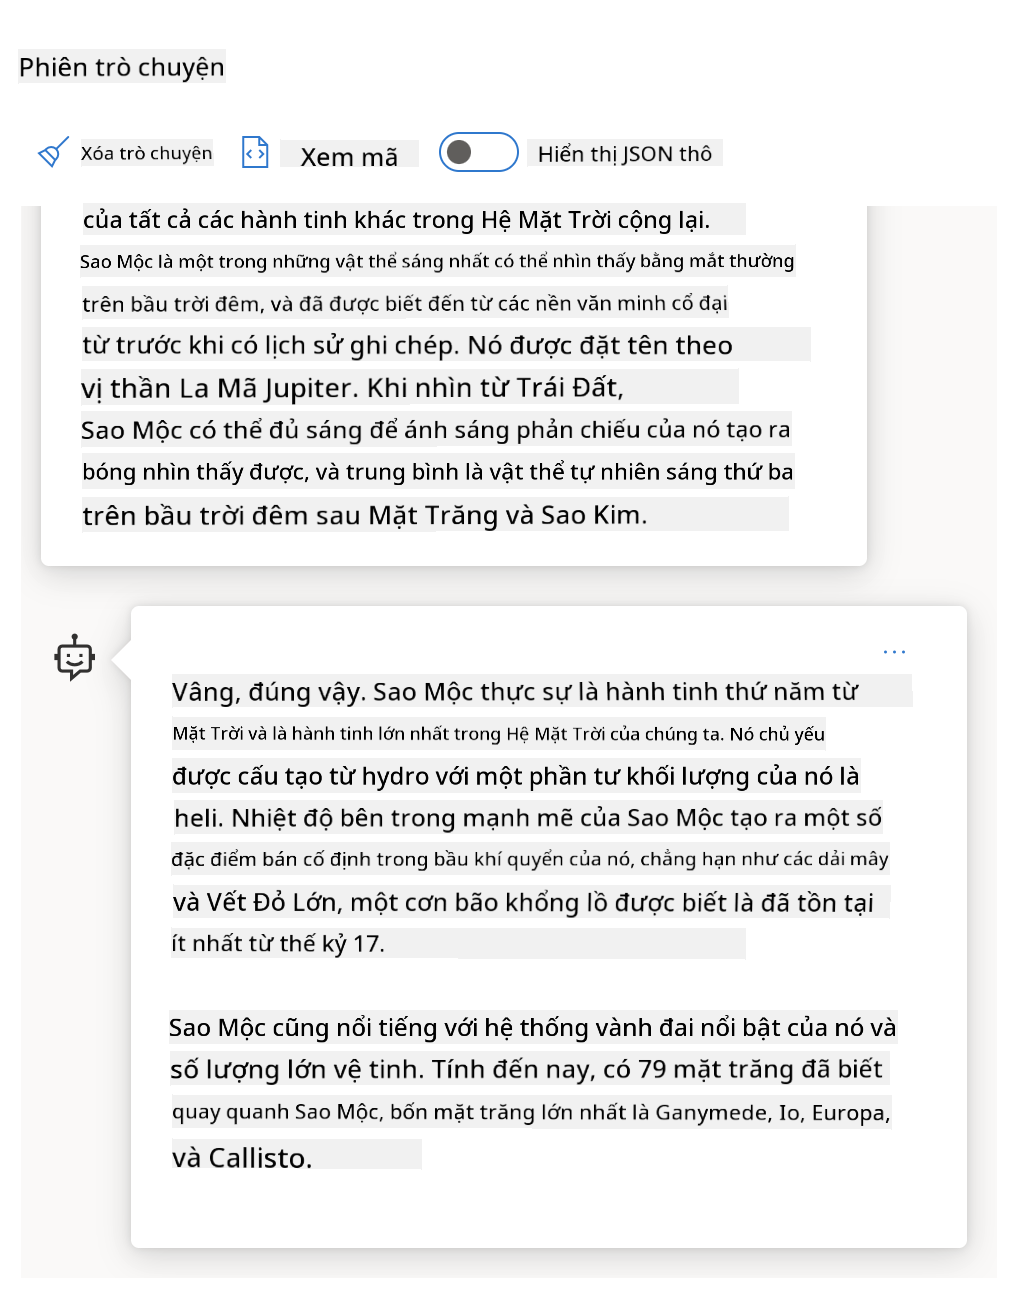 Phiên trò chuyện
Xóa trò chuyện
Xem mã
Hiển thị JSON thô
của tất cả các hành tinh khác trong Hệ Mặt Trời cộng lại.
Sao Mộc là một trong những vật thể sáng nhất có thể nhìn thấy bằng mắt thường
trên bầu trời đêm, và đã được biết đến từ các nền văn minh cổ đại
từ trước khi có lịch sử ghi chép. Nó được đặt tên theo
vị thần La Mã Jupiter. Khi nhìn từ Trái Đất,
Sao Mộc có thể đủ sáng để ánh sáng phản chiếu của nó tạo ra
bóng nhìn thấy được, và trung bình là vật thể tự nhiên sáng thứ ba
trên bầu trời đêm sau Mặt Trăng và Sao Kim.
Vâng, đúng vậy. Sao Mộc thực sự là hành tinh thứ năm từ
Mặt Trời và là hành tinh lớn nhất trong Hệ Mặt Trời của chúng ta. Nó chủ yếu
được cấu tạo từ hydro với một phần tư khối lượng của nó là
heli. Nhiệt độ bên trong mạnh mẽ của Sao Mộc tạo ra một số
đặc điểm bán cố định trong bầu khí quyển của nó, chẳng hạn như các dải mây
và Vết Đỏ Lớn, một cơn bão khổng lồ được biết là đã tồn tại
ít nhất từ thế kỷ 17.
Sao Mộc cũng nổi tiếng với hệ thống vành đai nổi bật của nó và
số lượng lớn vệ tinh. Tính đến nay, có 79 mặt trăng đã biết
quay quanh Sao Mộc, bốn mặt trăng lớn nhất là Ganymede, Io, Europa,
và Callisto.